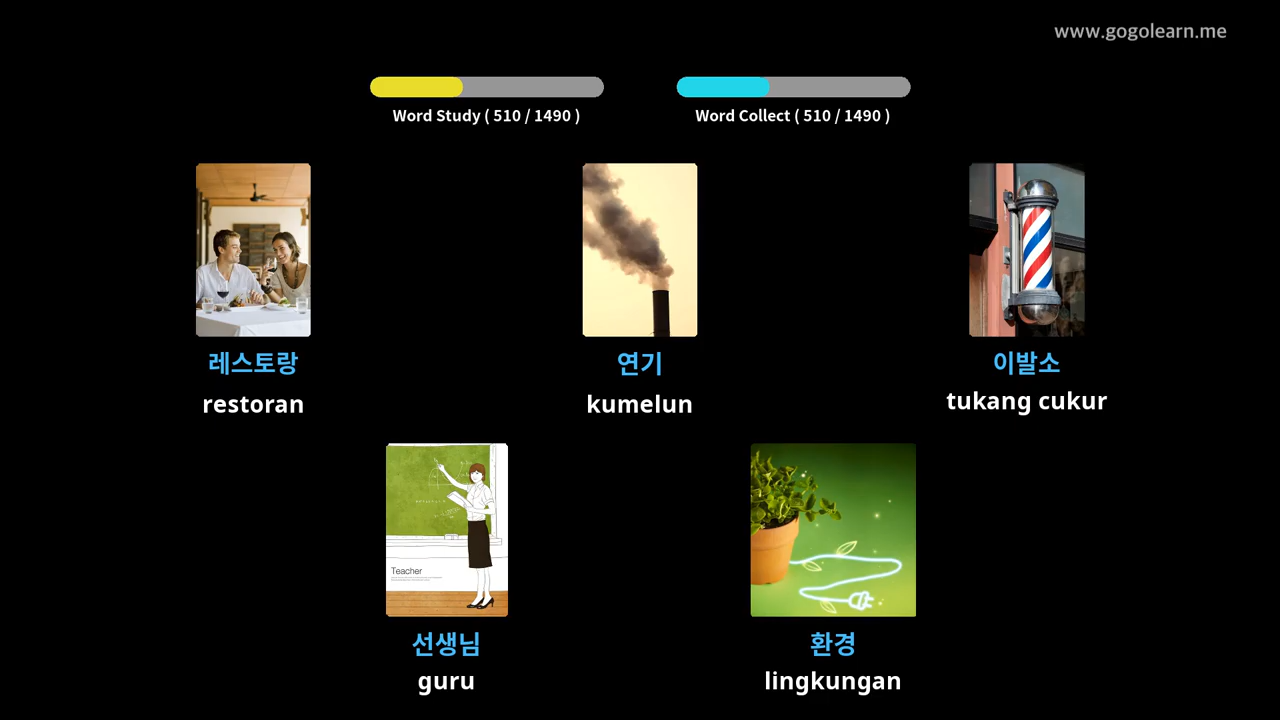 www.gogolearn.me
Word Study ( 510 / 1490 )
Word Collect ( 510 / 1490 )
레스토랑
restoran
연기
kumelun
이발소
tukang cukur
Teacher
선생님
guru
환경
lingkungan